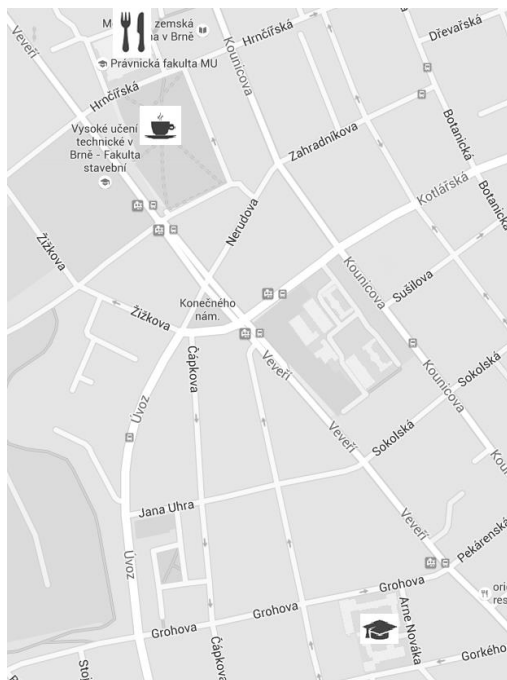 Veveří
zemská
na v Brně
Právnická fakulta MU
Hrnčířská
Kounicova
Dřevařská
Hrnčířská
Vysoké učení
technické v
Brně - Fakulta
stavební
Botanická
Zahradníkova
Kotlářská
Botanická
Nerudova
Žižkova
Kounicova
Sušilova
Konečného
nám.
Žižkova
Čápkova
Veveří
Kounicova
Sokolská
Úvoz
Veveří
Sokolská
Jana Uhra
Veveří
Úvoz
Pekárenská
Grohova
Grohova
Arne Nováka
Grohova
Čápkova
Gorkého